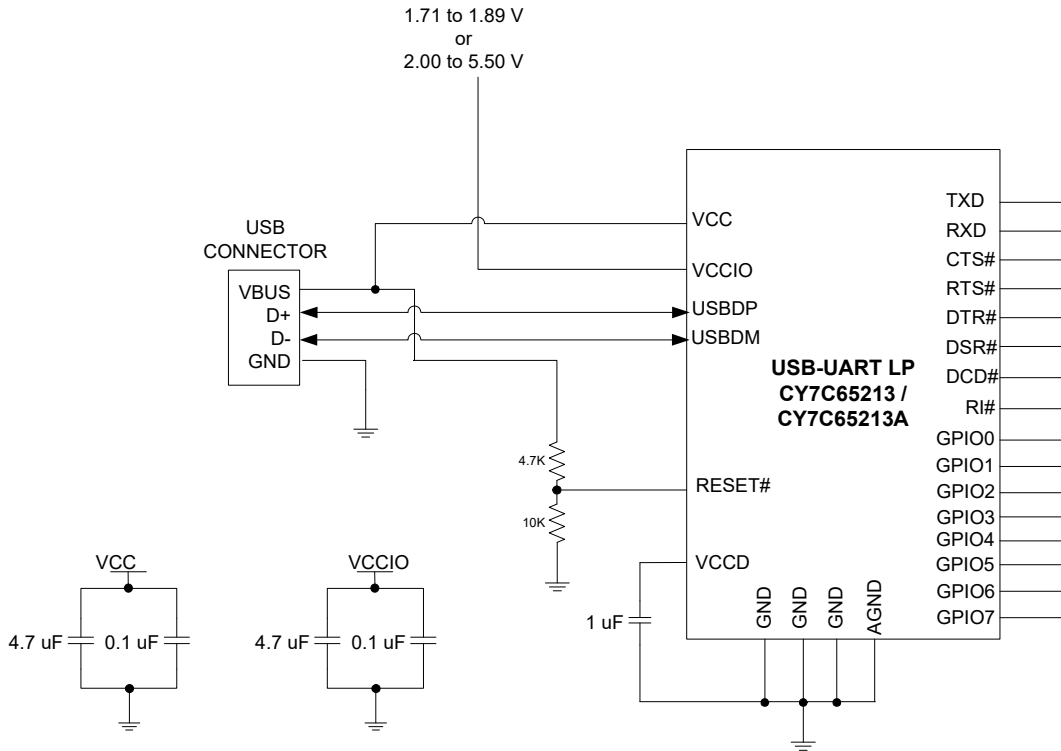 1.71 to 1.89 V
or
2.00 to 5.50 V
USB
CONNECTOR
VBUS
D+
D-
GND
VCC
VCCIO
USBDP
USBDM
RESET#
VCCD
USB-UART LP
CY7C65213 /
CY7C65213A
TXD
RXD
CTS#
RTS#
DTR#
DSR#
DCD#
RI#
GPIO0
GPIO1
GPIO2
GPIO3
GPIO4
GPIO5
GPIO6
GPIO7
GND
GND
GND
AGND
4.7K
10K
1 uF
VCC
4.7 uF
0.1 uF
VCCIO
4.7 uF
0.1 uF